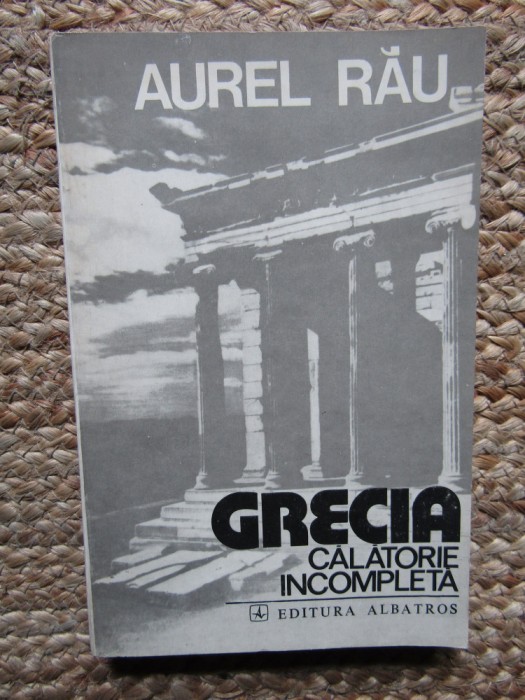 AUREL RĂU
GRECIA
CĂLĂTORIE
INCOMPLETĂ
EDITURA ALBATROS